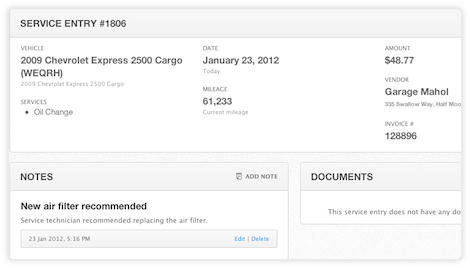 SERVICE ENTRY #1806
VEHICLE
2009 Chevrolet Express 2500 Cargo
(WEQRH)
2009 Chevrolet Express 2500 Cargo
SERVICES
• Oil Change
DATE
January 23, 2012
Today
MILEAGE
61,233
Current mileage
AMOUNT
$48.77
VENDOR
Garage Mahol
335 Swallow Way, Half Moo
INVOICE #
128896
NOTES
ADD NOTE
New air filter recommended
Service technician recommended replacing the air filter.
23 Jan 2012, 5:16 PM
Edit | Delete
DOCUMENTS
This service entry does not have any do